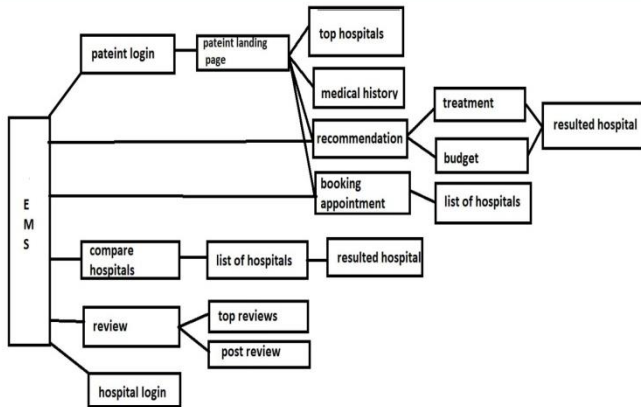 top hospitals
pateint login
pateint landing
page
medical history
treatment
resulted hospital
recommendation
budget
booking
appointment
list of hospitals
E
M
S
compare
hospitals
list of hospitals
resulted hospital
review
top reviews
post review
hospital login